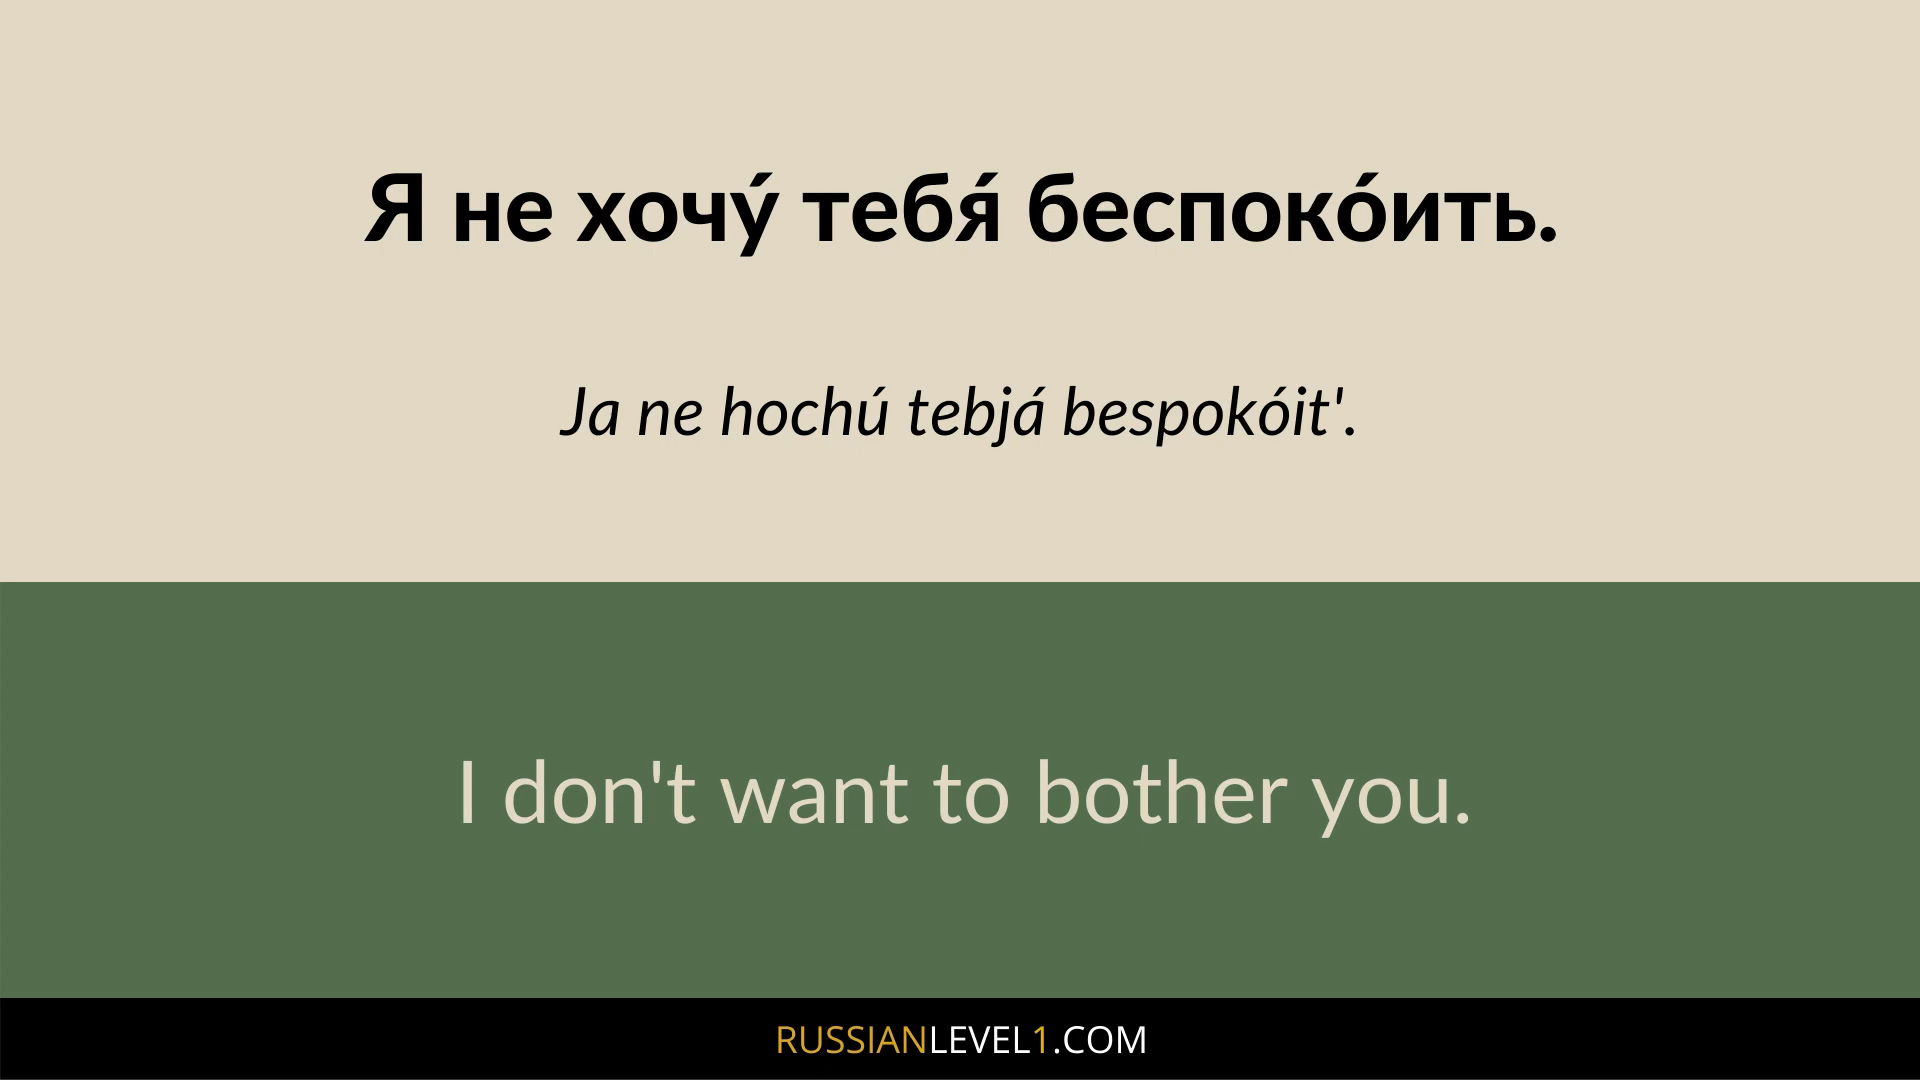 Я не хочу́ тебя́ беспоко́ить.
Ja ne hochú tebjá bespokóit'.
I don't want to bother you.
RUSSIANLEVEL1.COM